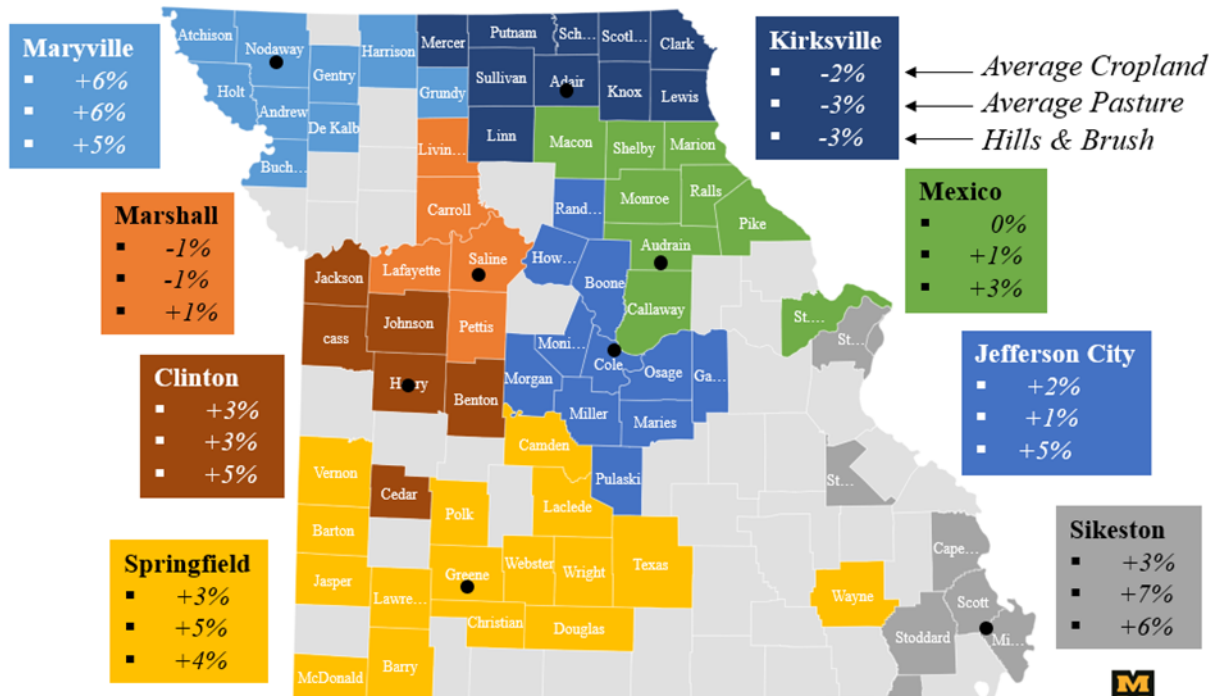 Maryville
+6%
+6%
+5%
Kirksville
-2%
-3%
-3%
Average Cropland
Average Pasture
Hills & Brush
Marshall
-1%
-1%
+1%
Mexico
0%
+1%
+3%
Clinton
+3%
+3%
+5%
Jefferson City
+2%
+1%
+5%
Springfield
+3%
+5%
+4%
Sikeston
+3%
+7%
+6%
Atchison
Nodaway
Harrison
Mercer
Putnam
Sch...
Scotl...
Clark
Holt
Gentry
Grundy
Sullivan
Adair
Knox
Lewis
Andrew
De Kalb
Buch...
Livin...
Linn
Macon
Shelby
Marion
Carroll
Rand...
Monroe
Ralls
Pike
Jackson
Lafayette
Saline
How...
Boone
Audrain
Callaway
St....
St...
cass
Johnson
Pettis
Moni...
Cole
Osage
Ga...
Henry
Benton
Morgan
Miller
Maries
Camden
Pulaski
Vernon
Cedar
Polk
Laclede
St...
Barton
Jasper
Greene
Webster
Wright
Texas
Cape...
Lawre...
Christian
Douglas
Wayne
Scott
Stoddard
Mi...
McDonald
Barry
M